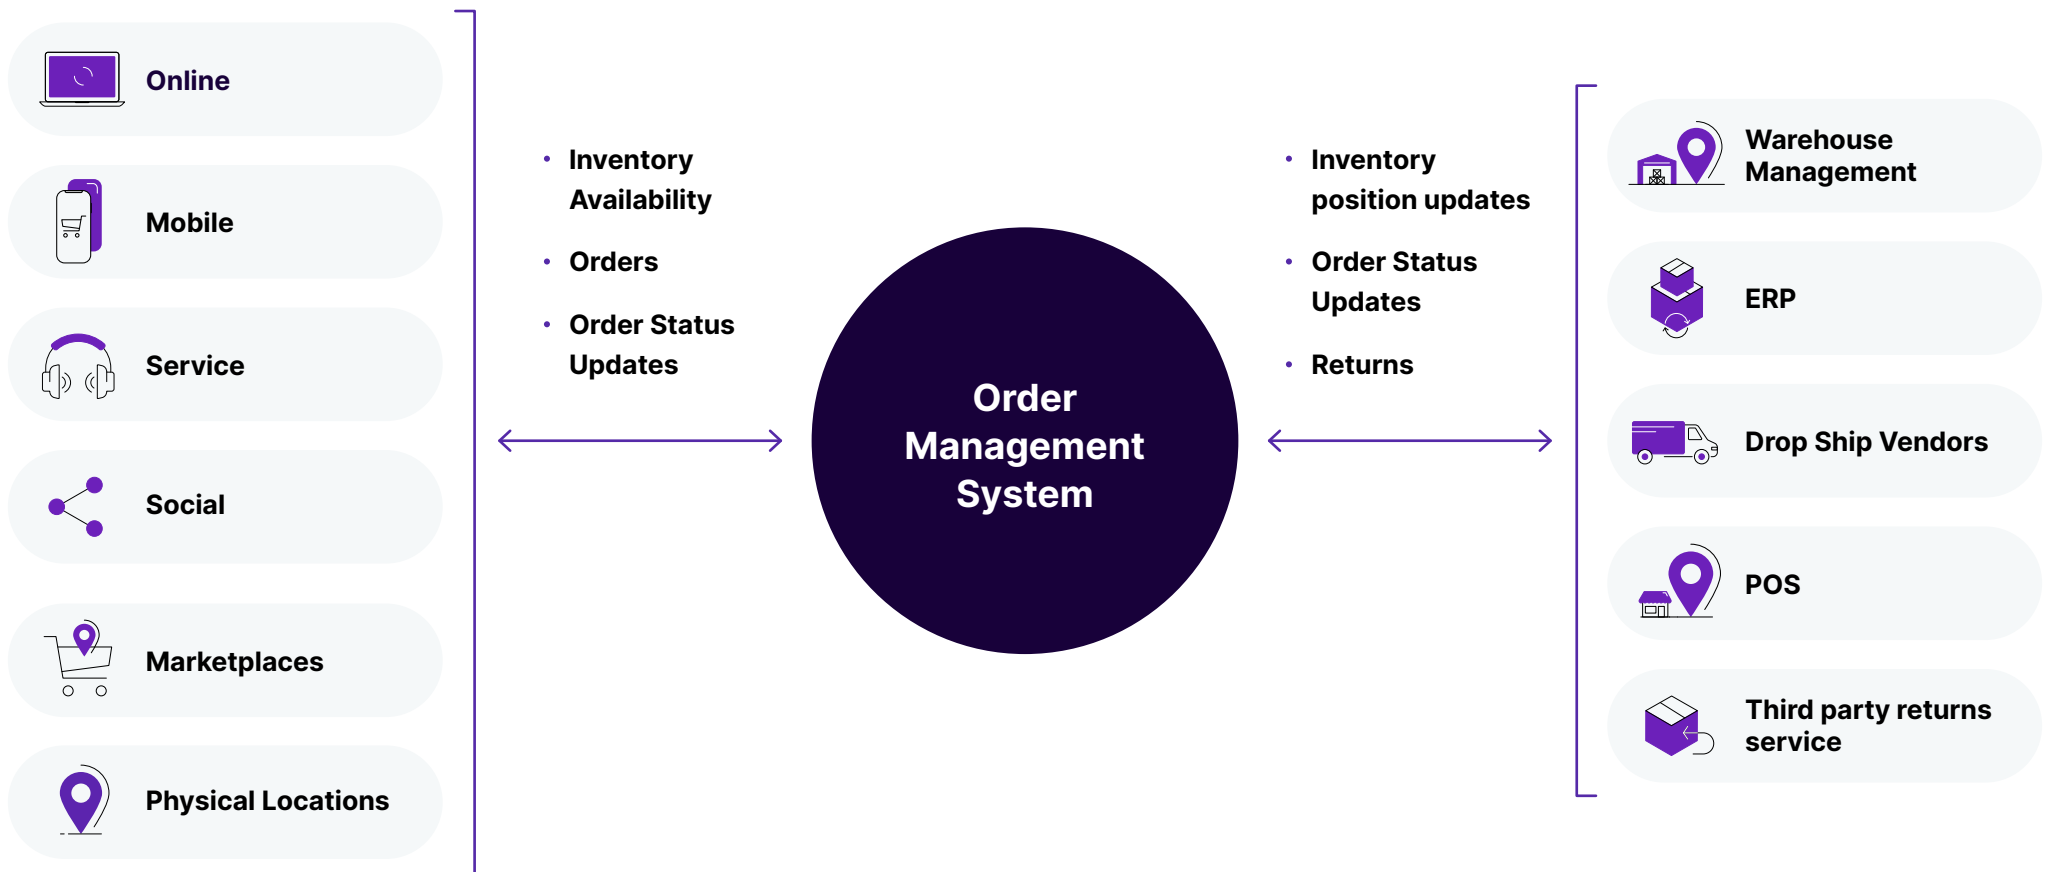 Online
Mobile
Service
Social
Marketplaces
Physical Locations
Inventory
Availability
Orders
Order Status
Updates
Order
Management
System
Inventory
position updates
Order Status
Updates
Returns
Warehouse
Management
ERP
Drop Ship Vendors
POS
Third party returns
service